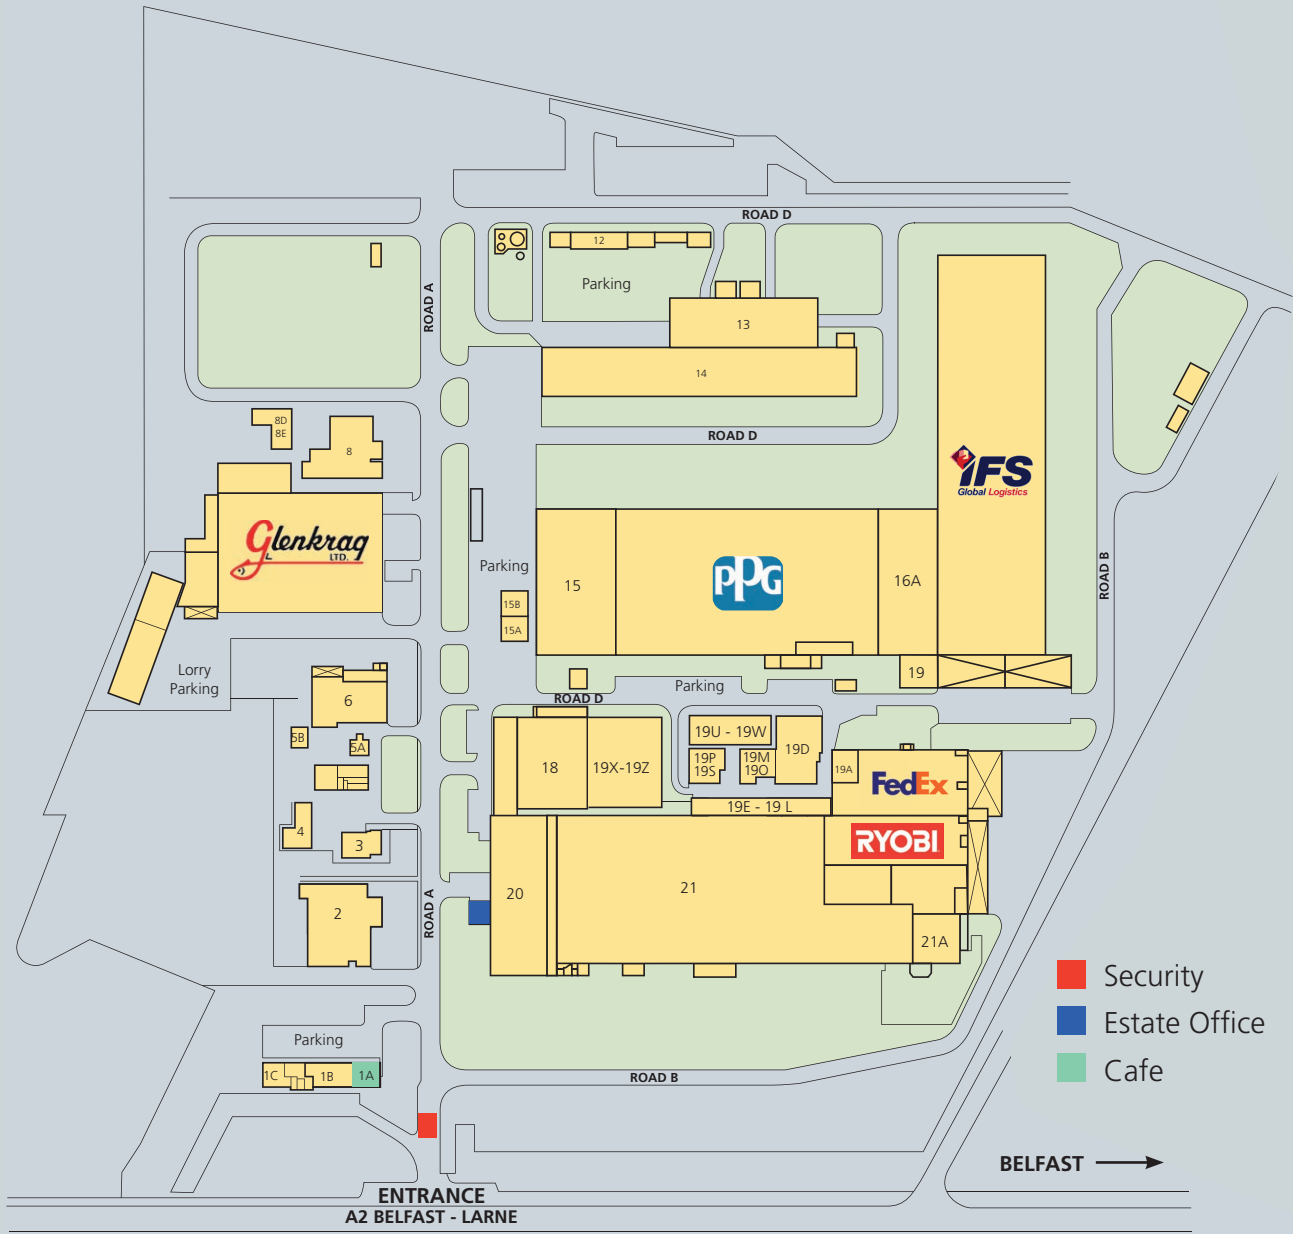 ROAD D
12
Parking
ROAD A
13
14
8D
8E
8
ROAD D
iFS
Global Logistics
Glenkrag
LTD.
Parking
15
PPG
16A
ROAD B
15B
15A
Lorry
Parking
19
Parking
6
ROAD D
5B
5A
19U - 19W
19D
19P
19S
19M
19O
18
19X-19Z
19A
FedEx
19E - 19 L
4
3
RYOBI
2
ROAD A
20
21
21A
Security
Estate Office
Cafe
Parking
1C
1B
1A
ROAD B
BELFAST
ENTRANCE
A2 BELFAST - LARNE